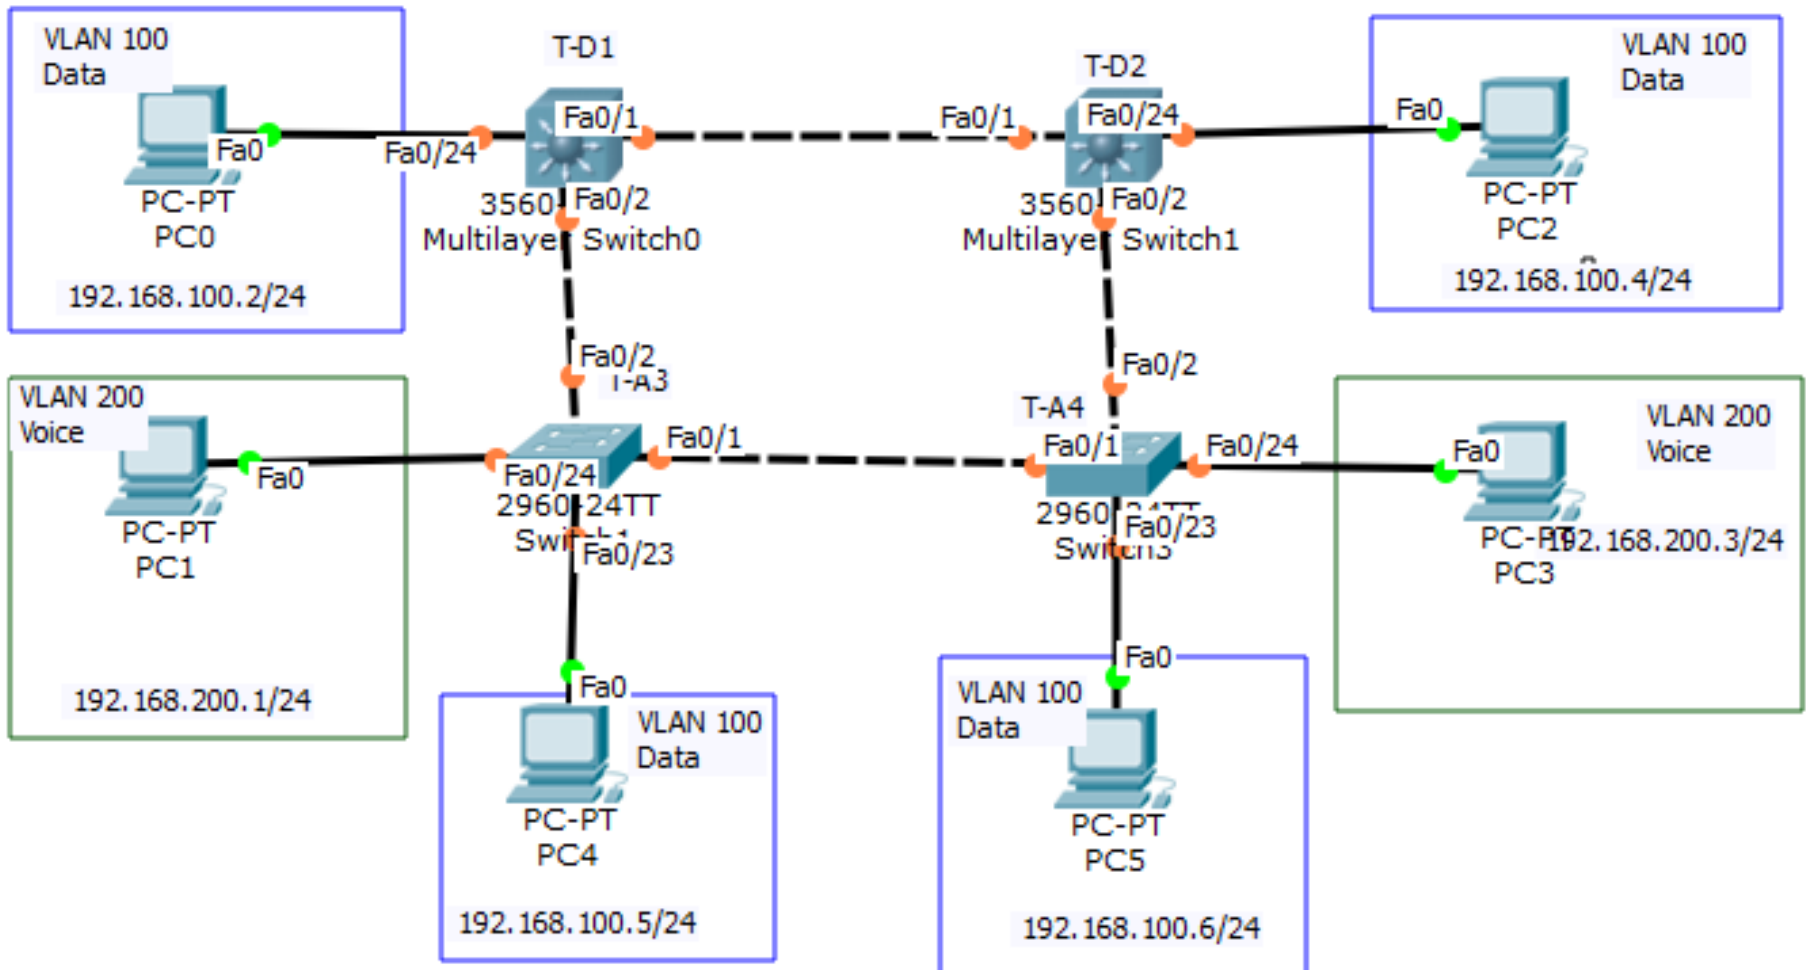 VLAN 100
Data
Fa0
PC-PT
PC0
192.168.100.2/24
Fa0/24
T-D1
Fa0/1
3560
Fa0/2
Multilayer Switch0
Fa0/1
T-D2
Fa0/24
3560
Fa0/2
Multilayer Switch1
Fa0
VLAN 100
Data
PC-PT
PC2
192.168.100.4/24
VLAN 200
Voice
Fa0
PC-PT
PC1
192.168.200.1/24
Fa0/2
T-A3
Fa0/1
Fa0/24
2960-24TT
Fa0/23
Fa0/2
T-A4
Fa0/1
Fa0/24
2960
Fa0/23
Switch3
Fa0
VLAN 200
Voice
PC-PT
192.168.200.3/24
PC3
Fa0
VLAN 100
Data
PC-PT
PC4
192.168.100.5/24
Fa0
VLAN 100
Data
PC-PT
PC5
192.168.100.6/24